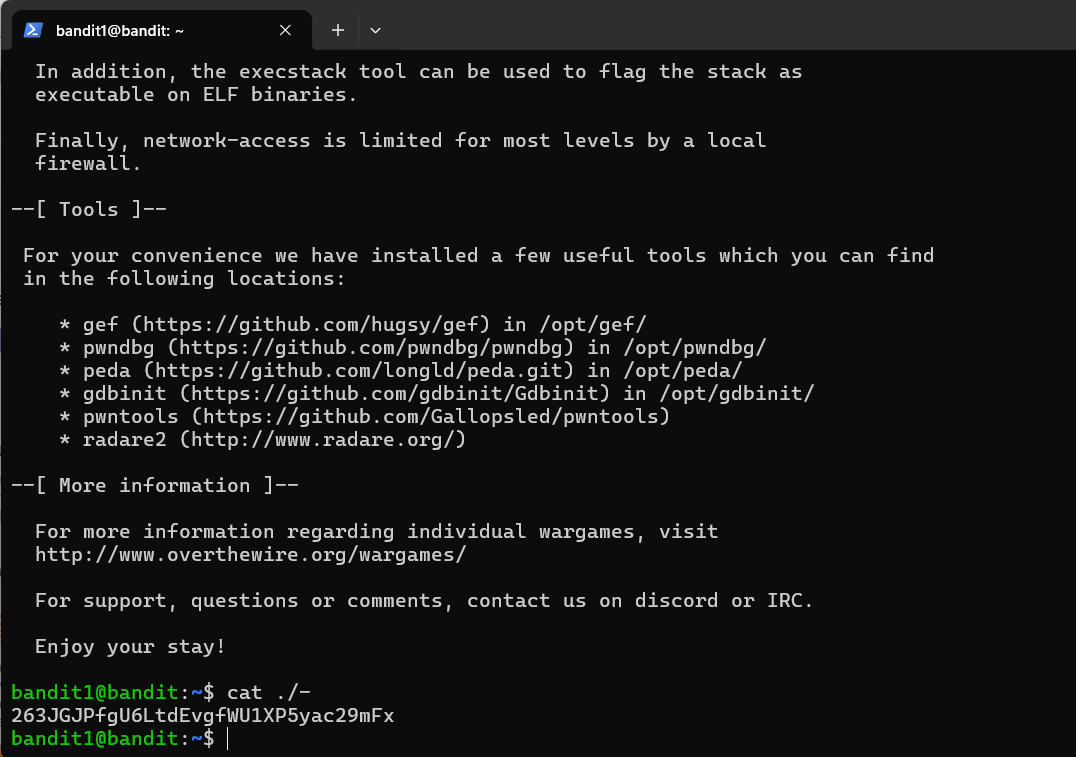 bandit1@bandit: ~
In addition, the execstack tool can be used to flag the stack as
executable on ELF binaries.
Finally, network-access is limited for most levels by a local
firewall.
--[ Tools ]--
For your convenience we have installed a few useful tools which you can find
in the following locations:
* gef (https://github.com/hugsy/gef) in /opt/gef/
* pwndbg (https://github.com/pwndbg/pwndbg) in /opt/pwndbg/
* peda (https://github.com/longld/peda.git) in /opt/peda/
* gdbinit (https://github.com/gdbinit/Gdbinit) in /opt/gdbinit/
* pwntools (https://github.com/Gallopsled/pwntools)
* radare2 (http://www.radare.org/)
--[ More information ]--
For more information regarding individual wargames, visit
http://www.overthewire.org/wargames/
For support, questions or comments, contact us on discord or IRC.
Enjoy your stay!
bandit1@bandit:~$ cat ./-
263JGJPfgU6LtdEvgfWU1XP5yac29mFx
bandit1@bandit:~$